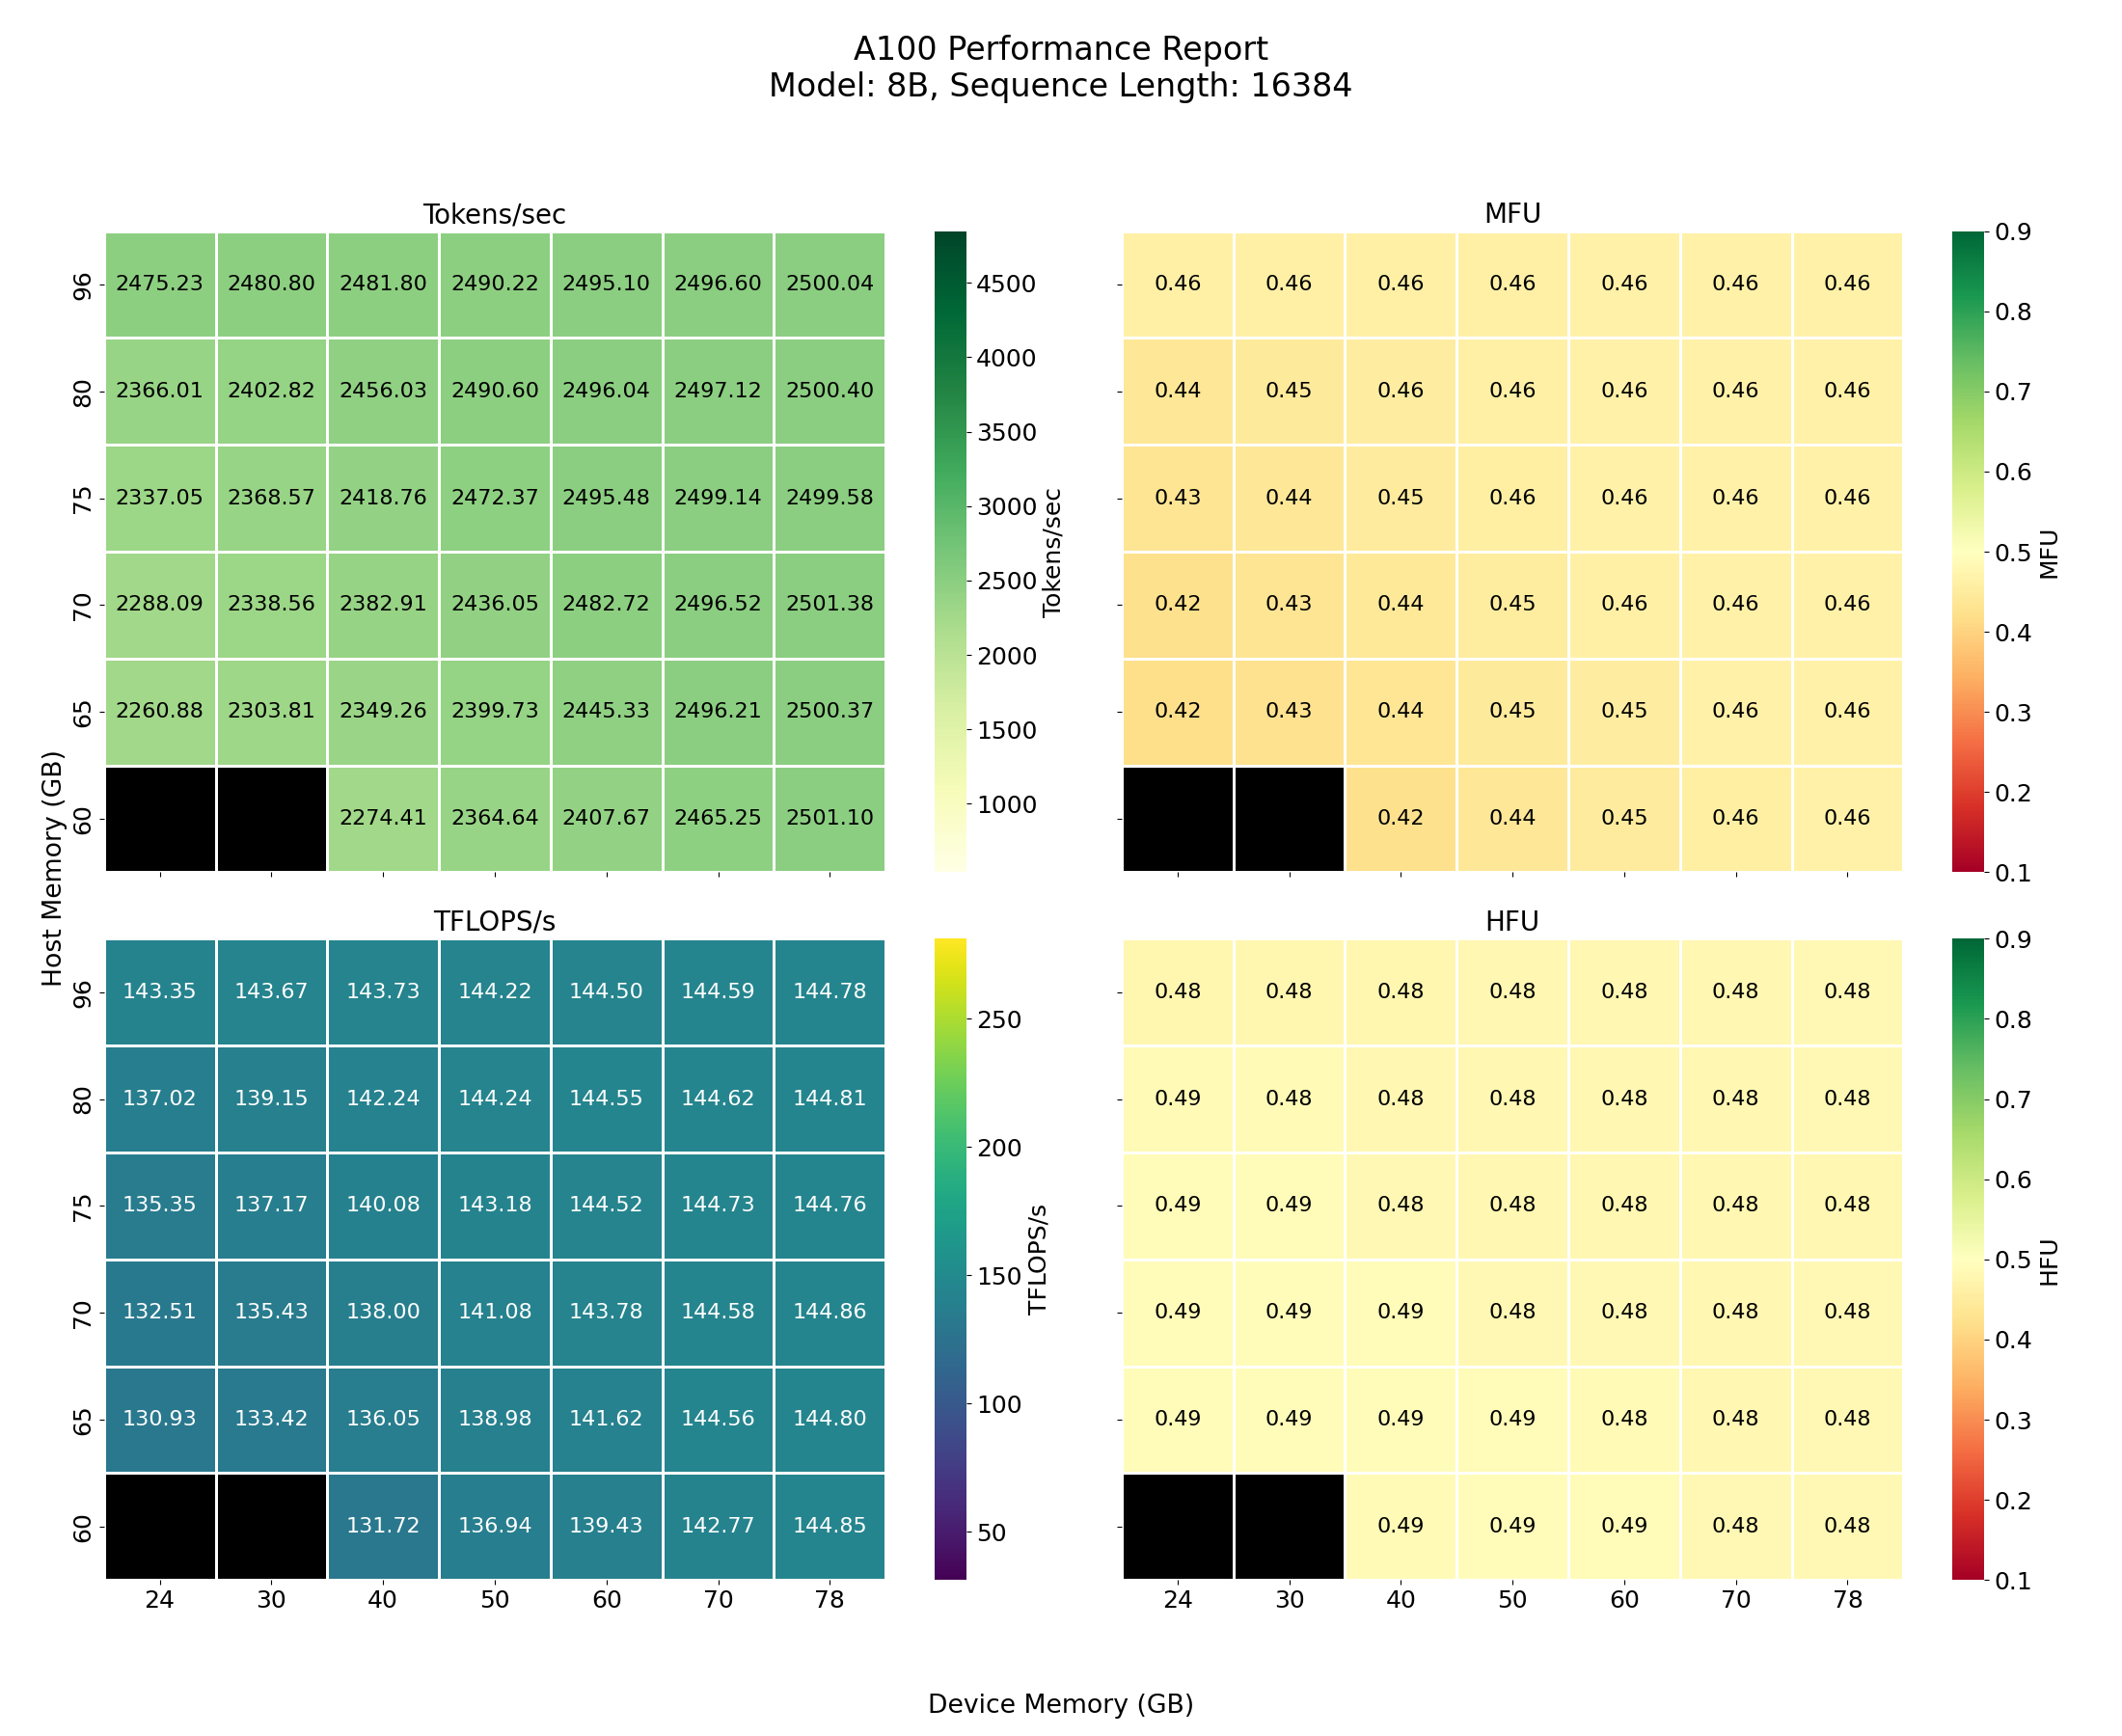 A100 Performance Report
Model: 8B, Sequence Length: 16384
Tokens/sec
96 2475.23 2480.80 2481.80 2490.22 2495.10 2496.60 2500.04
80 2366.01 2402.82 2456.03 2490.60 2496.04 2497.12 2500.40
75 2337.05 2368.57 2418.76 2472.37 2495.48 2499.14 2499.58
70 2288.09 2338.56 2382.91 2436.05 2482.72 2496.52 2501.38
65 2260.88 2303.81 2349.26 2399.73 2445.33 2496.21 2500.37
60 2274.41 2364.64 2407.67 2465.25 2501.10
4500
4000
3500
3000
2500
2000
1500
1000
Tokens/sec
MFU
0.46 0.46 0.46 0.46 0.46 0.46 0.46
0.44 0.45 0.46 0.46 0.46 0.46 0.46
0.43 0.44 0.45 0.46 0.46 0.46 0.46
0.42 0.43 0.44 0.45 0.46 0.46 0.46
0.42 0.43 0.44 0.45 0.45 0.46 0.46
0.42 0.44 0.45 0.46 0.46
0.9
0.8
0.7
0.6
0.5
0.4
0.3
0.2
0.1
MFU
Host Memory (GB)
TFLOPS/s
96 143.35 143.67 143.73 144.22 144.50 144.59 144.78
80 137.02 139.15 142.24 144.24 144.55 144.62 144.81
75 135.35 137.17 140.08 143.18 144.52 144.73 144.76
70 132.51 135.43 138.00 141.08 143.78 144.58 144.86
65 130.93 133.42 136.05 138.98 141.62 144.56 144.80
60 131.72 136.94 139.43 142.77 144.85
24 30 40 50 60 70 78
250
200
150
100
50
TFLOPS/s
HFU
0.48 0.48 0.48 0.48 0.48 0.48 0.48
0.49 0.48 0.48 0.48 0.48 0.48 0.48
0.49 0.49 0.48 0.48 0.48 0.48 0.48
0.49 0.49 0.49 0.48 0.48 0.48 0.48
0.49 0.49 0.49 0.49 0.48 0.48 0.48
0.49 0.49 0.49 0.48 0.48
24 30 40 50 60 70 78
0.9
0.8
0.7
0.6
0.5
0.4
0.3
0.2
0.1
HFU
Device Memory (GB)